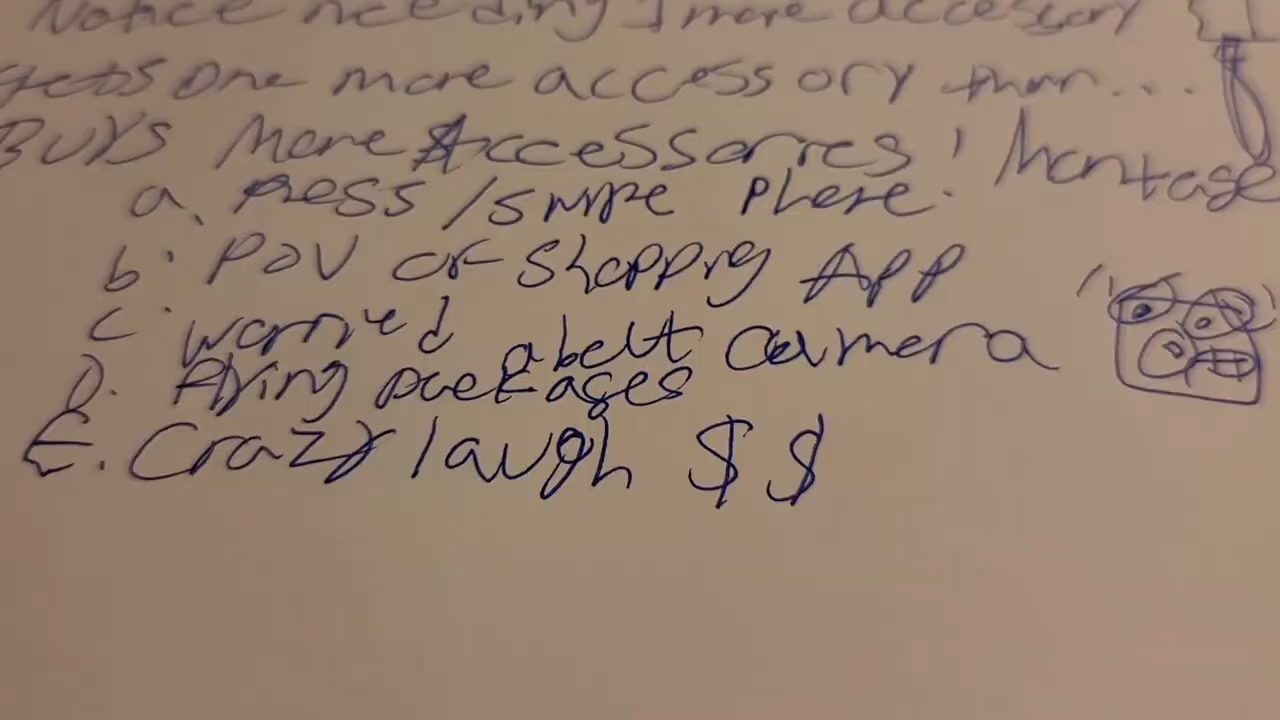 Notice needing 1 more accessory
Gets one more accessory than...
BUYS More Accessories! Montage
a. Press/swipe phone.
b. POV of Shopping App
c. worried about camera
D. Flying packages
E. Crazy laugh $$